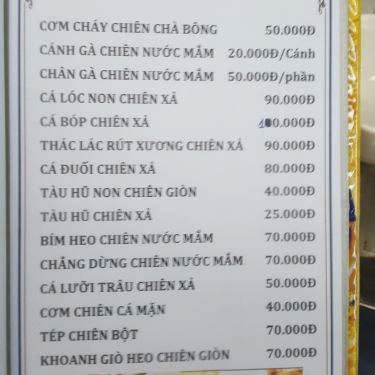 CƠM CHÁY CHIÊN CHÀ BÔNG 50.000Đ
CÁNH GÀ CHIÊN NƯỚC MẮM 20.000Đ/Cánh
CHÂN GÀ CHIÊN NƯỚC MẮM 50.000Đ/phần
CÁ LÓC NON CHIÊN XẢ 90.000Đ
CÁ BÓP CHIÊN XẢ
THÁC LÁC RÚT XƯƠNG CHIÊN XẢ 90.000Đ
CÁ ĐUỐI CHIÊN XẢ 80.000Đ
TÀU HŨ NON CHIÊN GIÒN 40.000Đ
TÀU HŨ CHIÊN XẢ 25.000Đ
BÍM HEO CHIÊN NƯỚC MẮM 70.000Đ
CHẲNG DỪNG CHIÊN NƯỚC MẮM 70.000Đ
CÁ LƯỠI TRÂU CHIÊN XẢ 50.000Đ
CƠM CHIÊN CÁ MẶN 40.000Đ
TÉP CHIÊN BỘT 70.000Đ
KHOANH GIÒ HEO CHIÊN GIÒN 70.000Đ